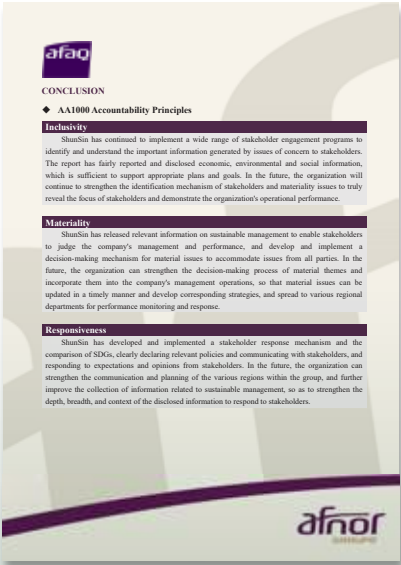 afaq
CONCLUSION
◆ AA1000 Accountability Principles
Inclusivity
ShunSin has continued to implement a wide range of stakeholder engagement programs to
identify and understand the important information generated by issues of concern to stakeholders.
The report has fairly reported and disclosed economic, environmental and social information,
which is sufficient to support appropriate plans and goals. In the future, the organization will
continue to strengthen the identification mechanism of stakeholders and materiality issues to truly
reveal the focus of stakeholders and demonstrate the organization's operational performance.
Materiality
ShunSin has released relevant information on sustainable management to enable stakeholders
to judge the company's management and performance, and develop and implement a
decision-making mechanism for material issues to accommodate issues from all parties. In the
future, the organization can strengthen the decision-making process of material themes and
incorporate them into the company's management operations, so that material issues can be
updated in a timely manner and develop corresponding strategies, and spread to various regional
departments for performance monitoring and response.
Responsiveness
ShunSin has developed and implemented a stakeholder response mechanism and the
comparison of SDGs, clearly declaring relevant policies and communicating with stakeholders, and
responding to expectations and opinions from stakeholders. In the future, the organization can
strengthen the communication and planning of the various regions within the group, and further
improve the collection of information related to sustainable management, so as to strengthen the
depth, breadth, and context of the disclosed information to respond to stakeholders.
afnor
GROUPE